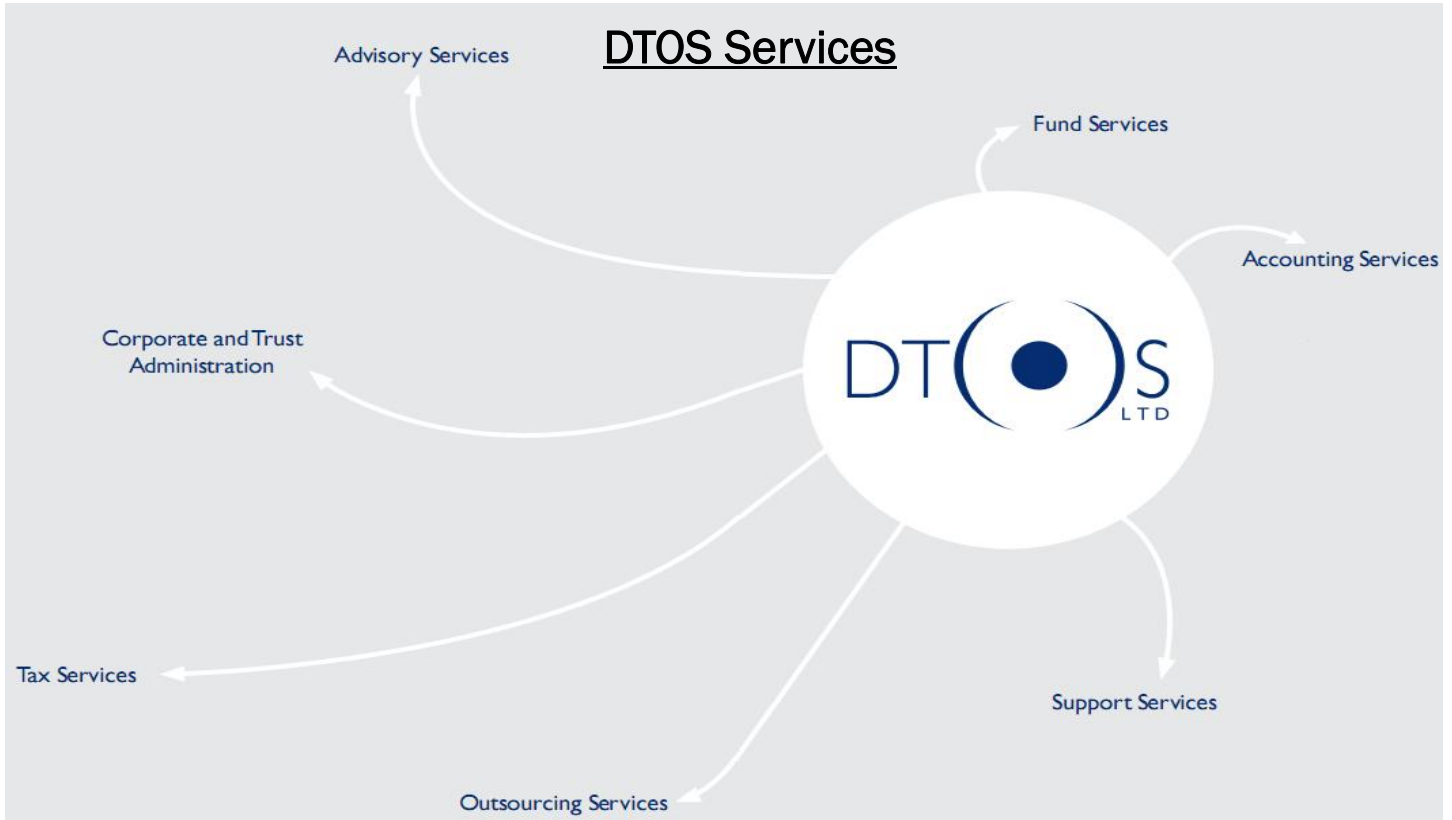 DTOS Services
Advisory Services
Fund Services
Accounting Services
Corporate and Trust
Administration
DTOS
LTD
Tax Services
Support Services
Outsourcing Services